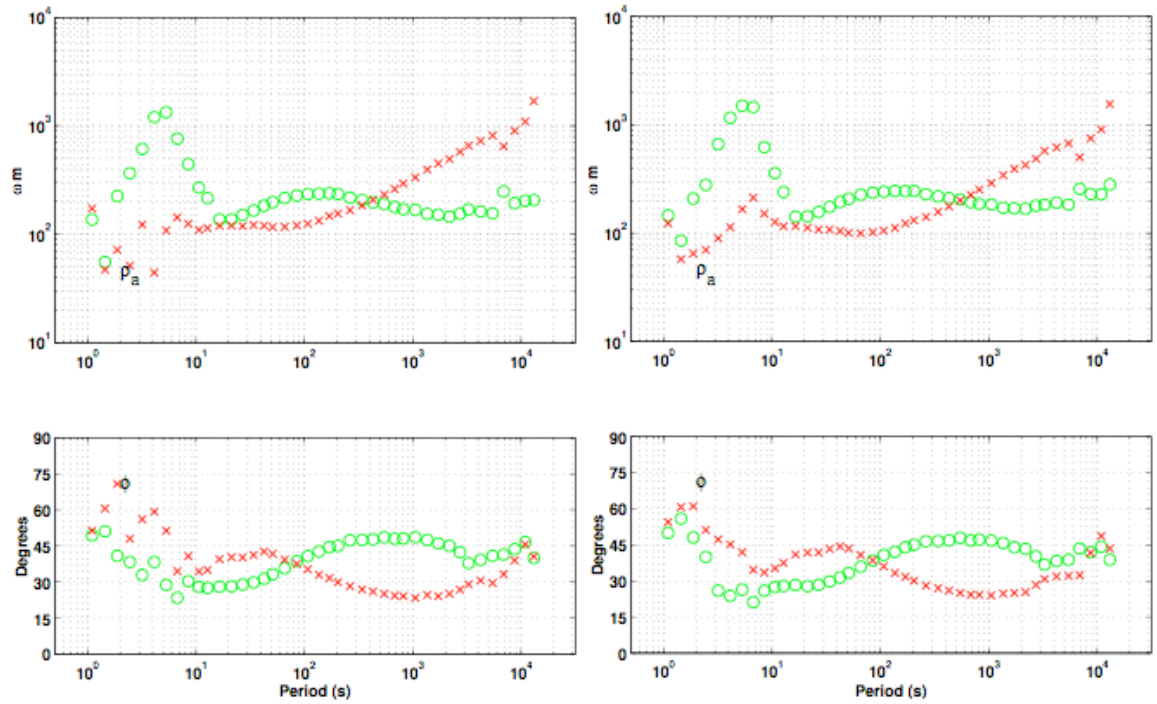 10⁴ 10⁴
10³ 10³
ω m ω m
10² 10²
ρₐ ρₐ
10¹ 10¹
10⁰ 10¹ 10² 10³ 10⁴ 10⁰ 10¹ 10² 10³ 10⁴
90 90
75 ϕ 75 ϕ
60 60
Degrees Degrees
45 45
30 30
15 15
0 0
10⁰ 10¹ 10² 10³ 10⁴ 10⁰ 10¹ 10² 10³ 10⁴
Period (s) Period (s)